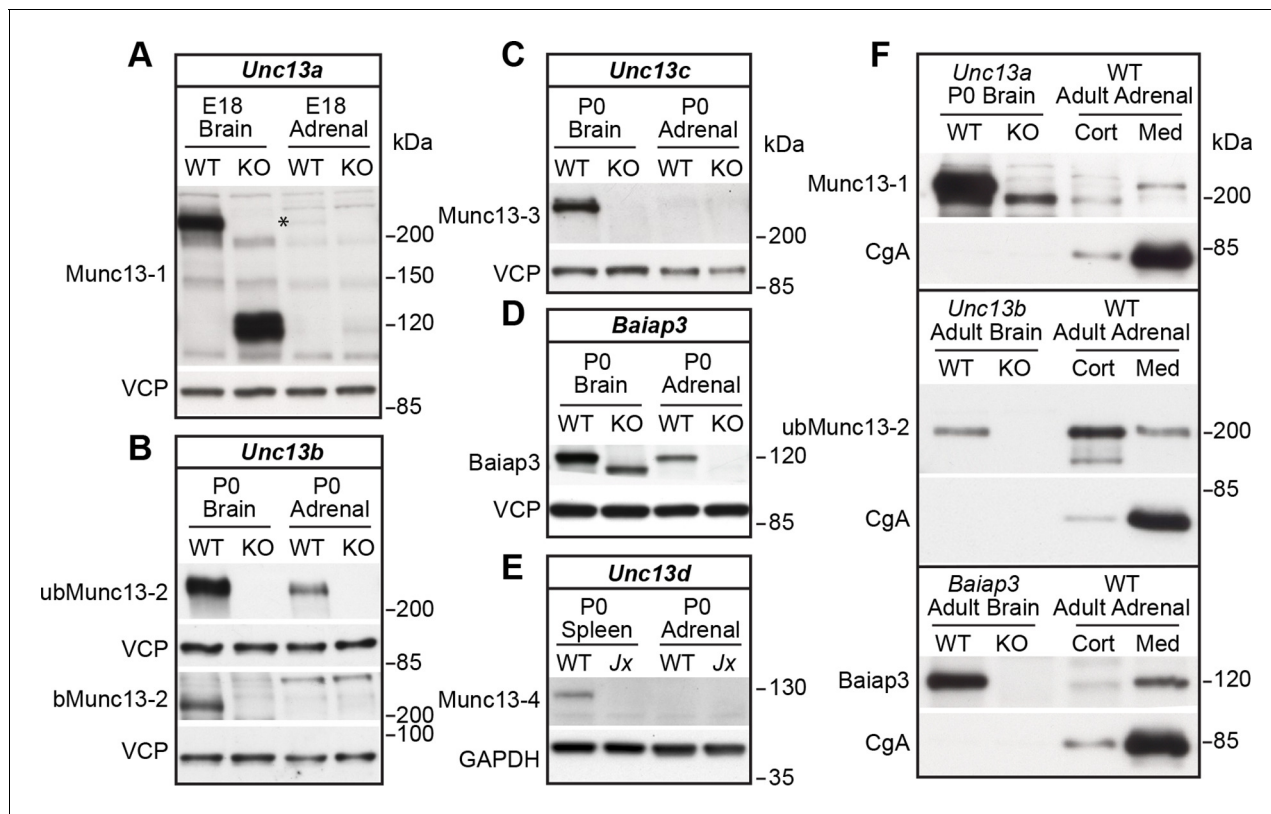 A
Unc13a
E18 Brain
E18 Adrenal
kDa
WT KO WT KO
*
Munc13-1
–200
–150
–120
VCP
–85
B
Unc13b
P0 Brain
P0 Adrenal
WT KO WT KO
ubMunc13-2
–200
VCP
–85
bMunc13-2
–200
–100
VCP
C
Unc13c
P0 Brain
P0 Adrenal
kDa
WT KO WT KO
Munc13-3
–200
VCP
–85
D
Baiap3
P0 Brain
P0 Adrenal
WT KO WT KO
Baiap3
–120
VCP
–85
E
Unc13d
P0 Spleen
P0 Adrenal
WT Jx WT Jx
Munc13-4
–130
GAPDH
–35
F
Unc13a P0 Brain
WT Adult Adrenal
WT KO Cort Med
kDa
Munc13-1
–200
CgA
–85
Unc13b Adult Brain
WT Adult Adrenal
WT KO Cort Med
ubMunc13-2
–200
CgA
–85
Baiap3 Adult Brain
WT Adult Adrenal
WT KO Cort Med
Baiap3
–120
CgA
–85